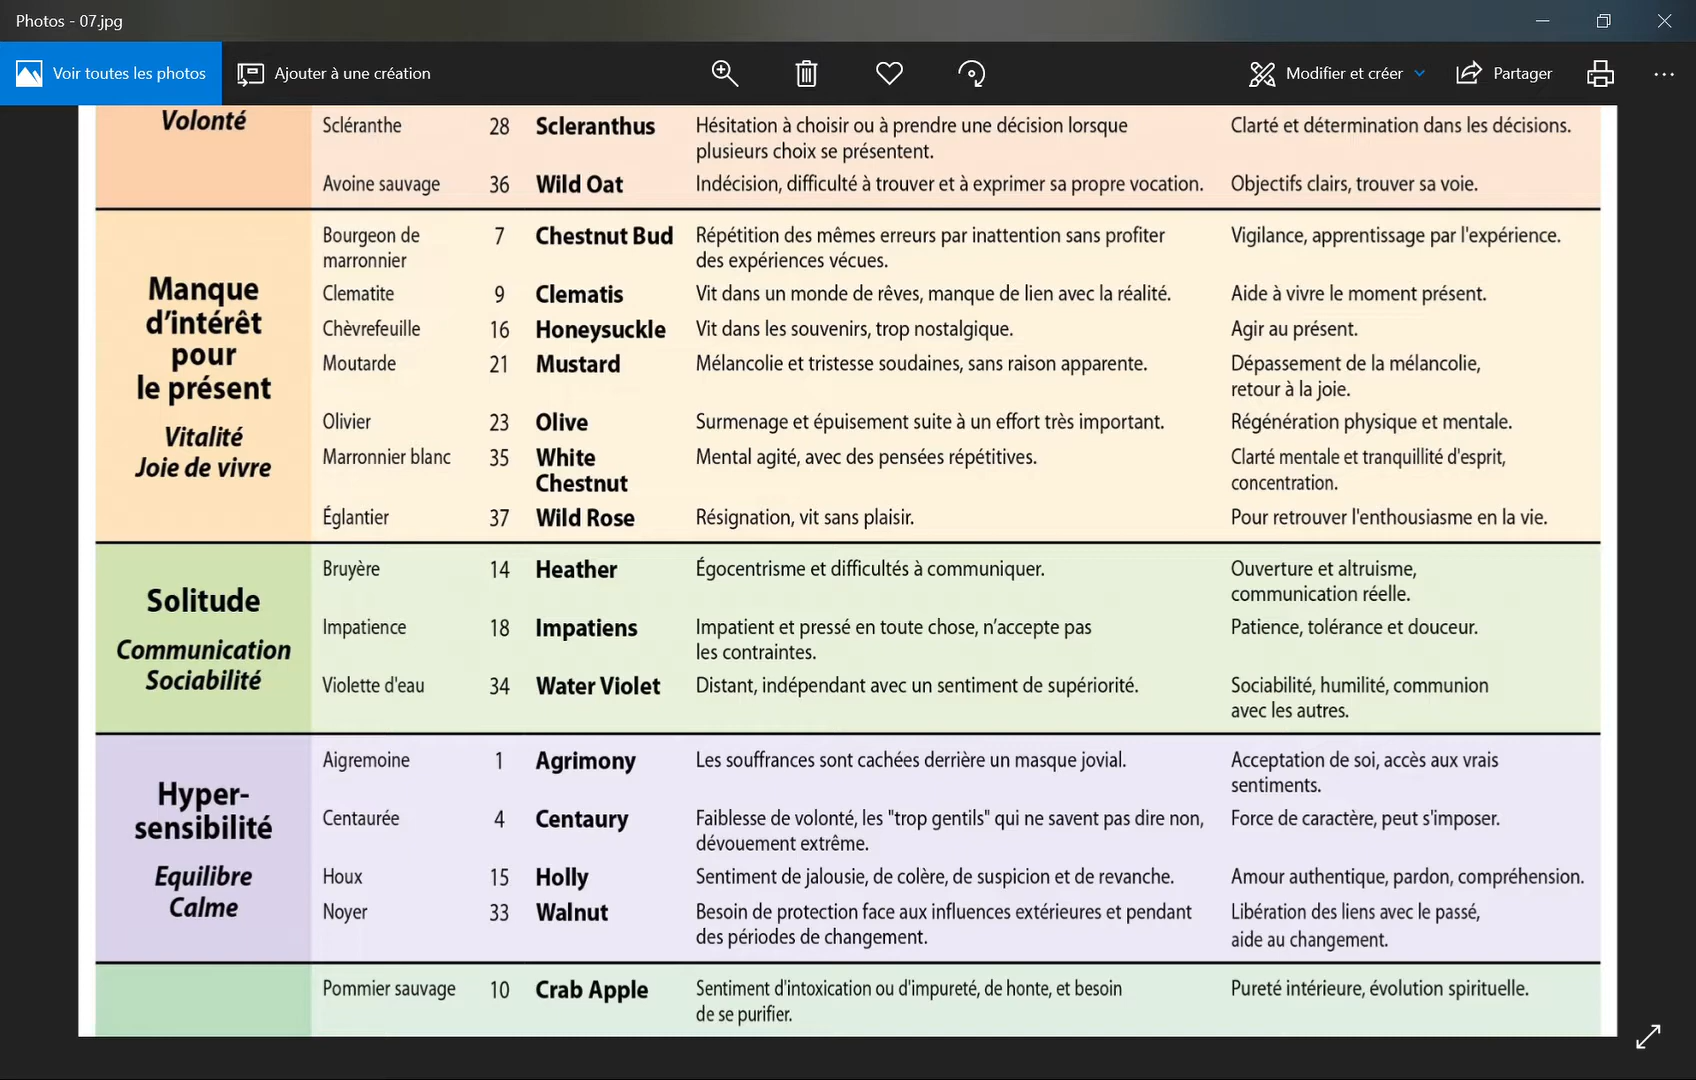 Photos - 07.jpg
Voir toutes les photos
Ajouter à une création
Modifier et créer
Partager
Volonté
Scléranthe 28 Scleranthus Hésitation à choisir ou à prendre une décision lorsque Clarté et détermination dans les décisions.
plusieurs choix se présentent.
Avoine sauvage 36 Wild Oat Indécision, difficulté à trouver et à exprimer sa propre vocation. Objectifs clairs, trouver sa voie.
Manque
d'intérêt
pour
le présent
Vitalité
Joie de vivre
Bourgeon de 7 Chestnut Bud Répétition des mêmes erreurs par inattention sans profiter Vigilance, apprentissage par l'expérience.
marronnier des expériences vécues.
Clematite 9 Clematis Vit dans un monde de rêves, manque de lien avec la réalité. Aide à vivre le moment présent.
Chèvrefeuille 16 Honeysuckle Vit dans les souvenirs, trop nostalgique. Agir au présent.
Moutarde 21 Mustard Mélancolie et tristesse soudaines, sans raison apparente. Dépassement de la mélancolie,
retour à la joie.
Olivier 23 Olive Surmenage et épuisement suite à un effort très important. Régénération physique et mentale.
Marronnier blanc 35 White Mental agité, avec des pensées répétitives. Clarté mentale et tranquillité d'esprit,
Chestnut concentration.
Églantier 37 Wild Rose Résignation, vit sans plaisir. Pour retrouver l'enthousiasme en la vie.
Solitude
Communication
Sociabilité
Bruyère 14 Heather Égocentrisme et difficultés à communiquer. Ouverture et altruisme,
communication réelle.
Impatience 18 Impatiens Impatient et pressé en toute chose, n'accepte pas Patience, tolérance et douceur.
les contraintes.
Violette d'eau 34 Water Violet Distant, indépendant avec un sentiment de supériorité. Sociabilité, humilité, communion
avec les autres.
Hyper-
sensibilité
Equilibre
Calme
Aigremoine 1 Agrimony Les souffrances sont cachées derrière un masque jovial. Acceptation de soi, accès aux vrais
sentiments.
Centaurée 4 Centaury Faiblesse de volonté, les "trop gentils" qui ne savent pas dire non, Force de caractère, peut s'imposer.
dévouement extrême.
Houx 15 Holly Sentiment de jalousie, de colère, de suspicion et de revanche. Amour authentique, pardon, compréhension.
Noyer 33 Walnut Besoin de protection face aux influences extérieures et pendant Libération des liens avec le passé,
des périodes de changement. aide au changement.
Pommier sauvage 10 Crab Apple Sentiment d'intoxication ou d'impureté, de honte, et besoin Pureté intérieure, évolution spirituelle.
de se purifier.